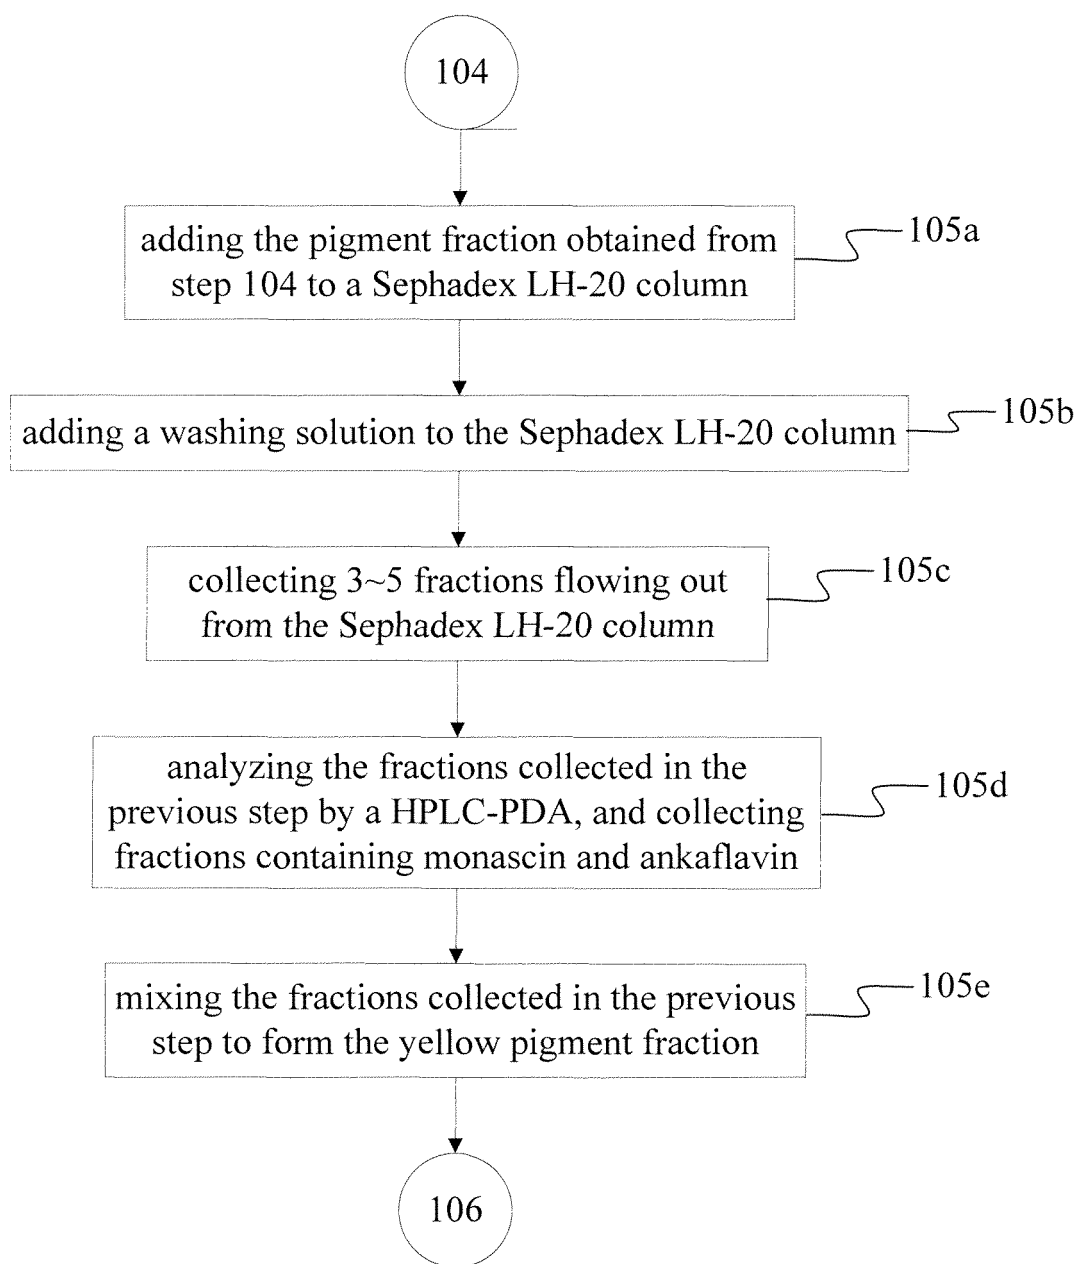 104
adding the pigment fraction obtained from
step 104 to a Sephadex LH-20 column
105a
adding a washing solution to the Sephadex LH-20 column
105b
collecting 3~5 fractions flowing out
from the Sephadex LH-20 column
105c
analyzing the fractions collected in the
previous step by a HPLC-PDA, and collecting
fractions containing monascin and ankaflavin
105d
mixing the fractions collected in the previous
step to form the yellow pigment fraction
105e
106